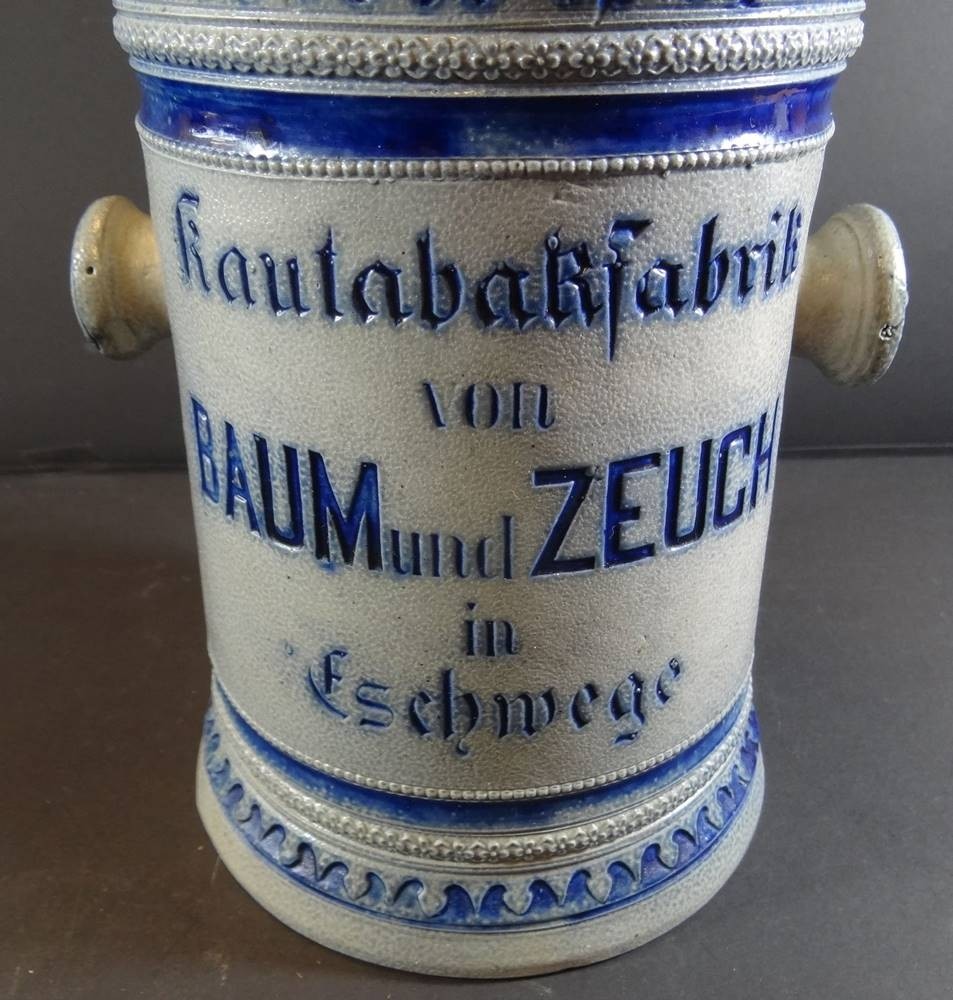 Kautabakfabrik
von
BAUM und ZEUCH
in
Eschwege